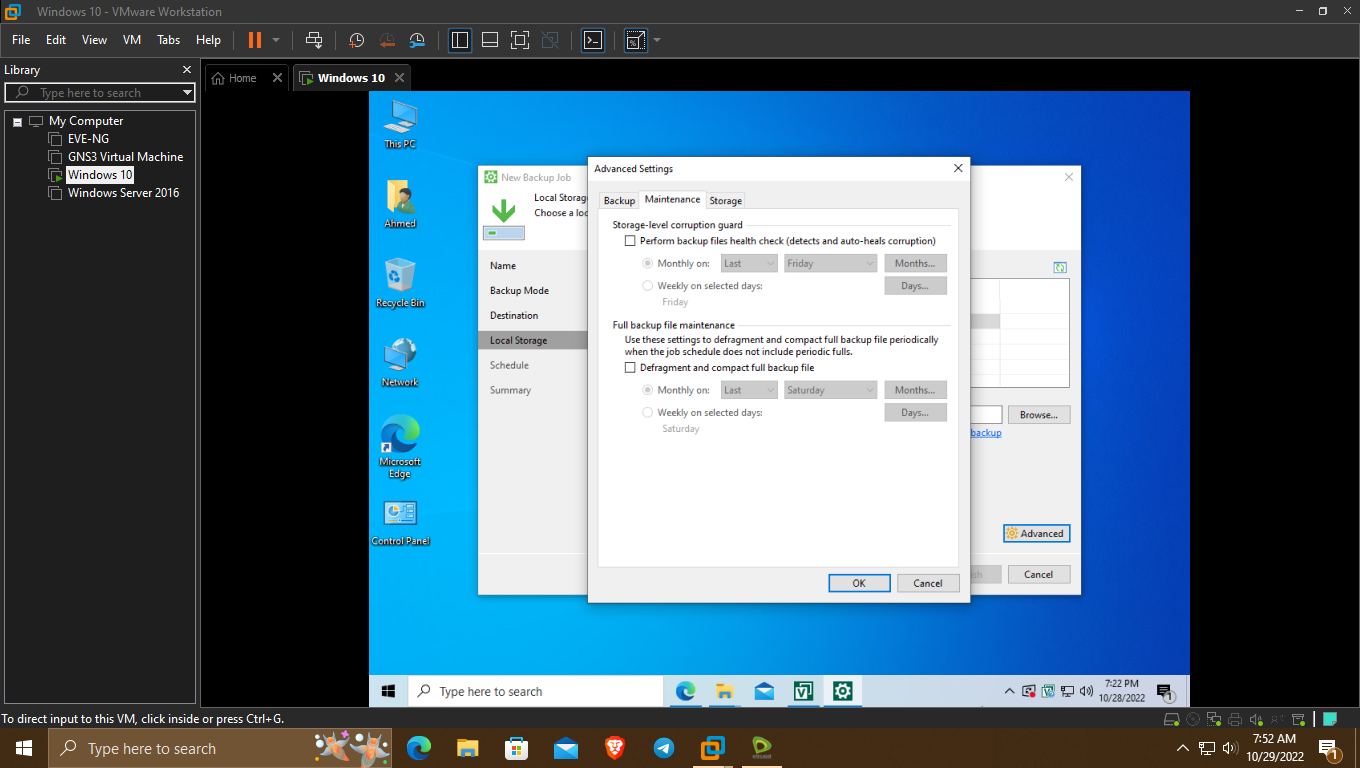 Windows 10 - VMware Workstation
File Edit View VM Tabs Help
Library
Type here to search
My Computer
EVE-NG
GNS3 Virtual Machine
Windows 10
Windows Server 2016
Home
Windows 10
This PC
Ahmed
Recycle Bin
Network
Microsoft
Edge
Control Panel
New Backup Job
Local Storag
Choose a loc
Name
Backup Mode
Destination
Local Storage
Schedule
Summary
Advanced Settings
Backup Maintenance Storage
Storage-level corruption guard
Perform backup files health check (detects and auto-heals corruption)
Monthly on: Last Friday Months...
Weekly on selected days: Days...
Friday
Full backup file maintenance
Use these settings to defragment and compact full backup file periodically
when the job schedule does not include periodic fulls.
Defragment and compact full backup file
Monthly on: Last Saturday Months...
Weekly on selected days: Days...
Saturday
OK Cancel
Browse...
backup
Advanced
Cancel
Type here to search
7:22 PM
10/28/2022
1
To direct input to this VM, click inside or press Ctrl+G.
Type here to search
7:52 AM
10/29/2022
1